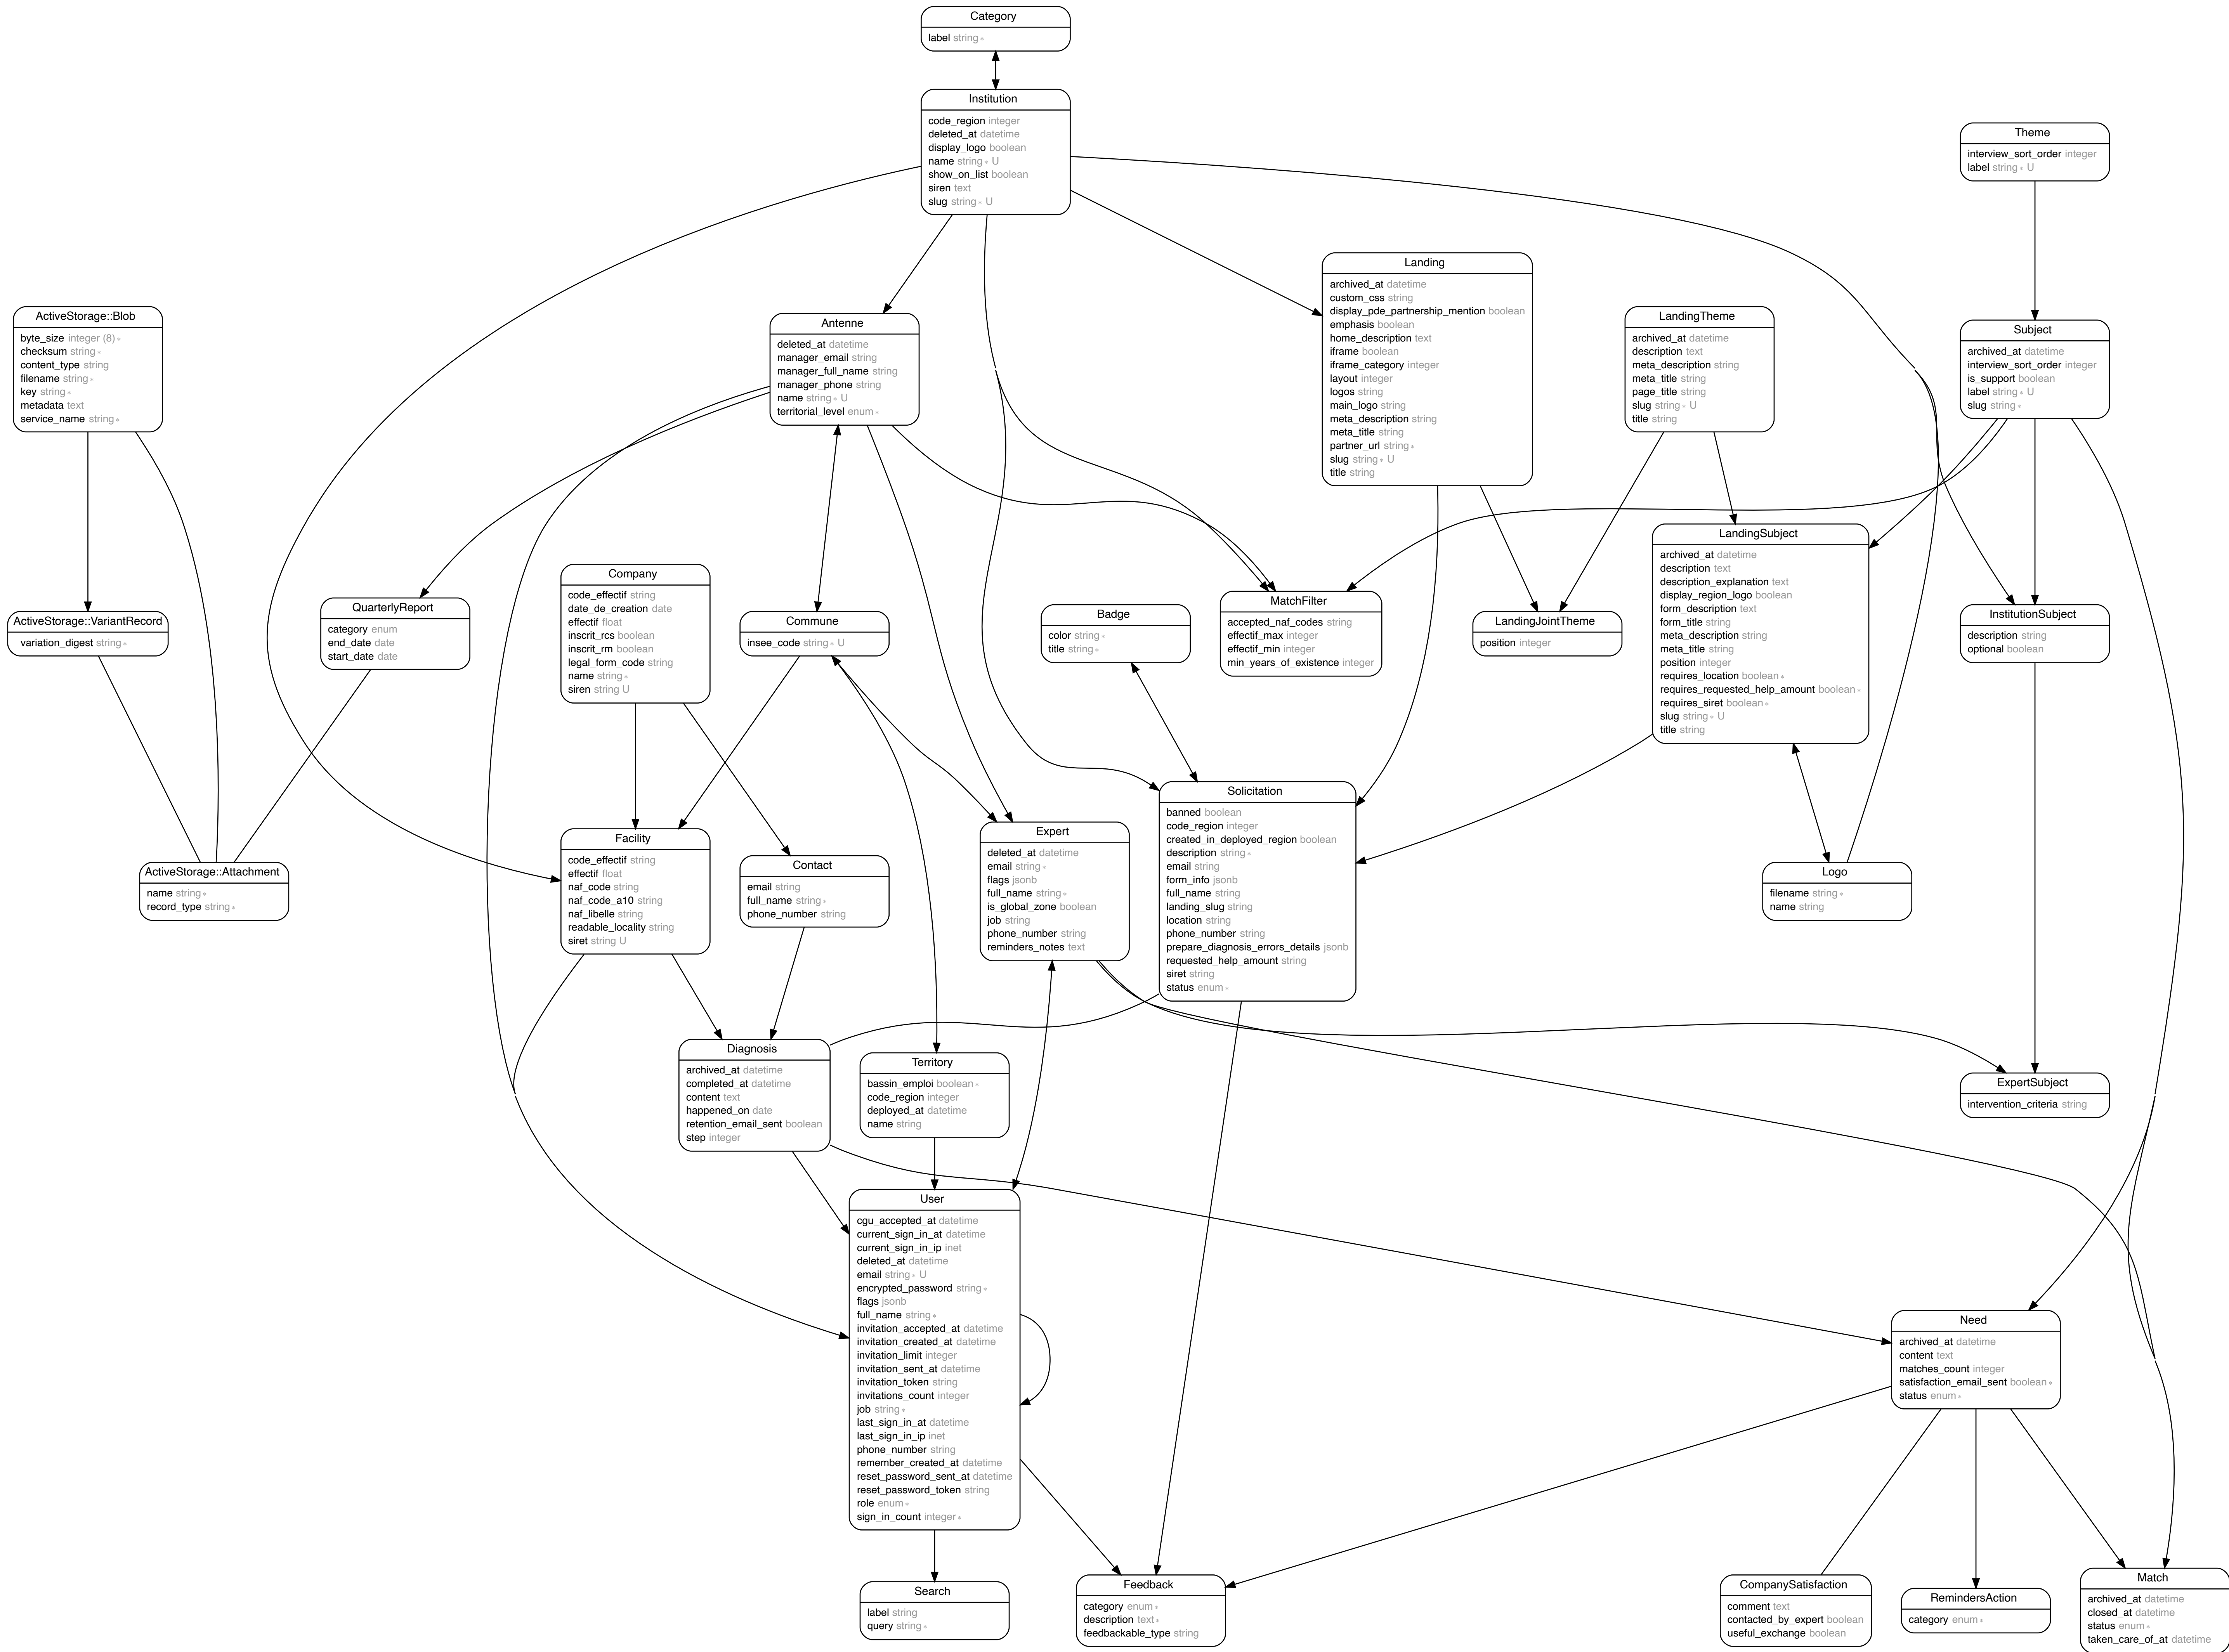 Category
label string∗
Institution
code_region integer
deleted_at datetime
display_logo boolean
name string∗ U
show_on_list boolean
siren text
slug string∗ U
Theme
interview_sort_order integer
label string∗ U
Landing
archived_at datetime
custom_css string
display_pde_partnership_mention boolean
emphasis boolean
home_description text
iframe boolean
iframe_category integer
layout integer
logos string
main_logo string
meta_description string
meta_title string
partner_url string∗
slug string∗ U
title string
ActiveStorage::Blob
byte_size integer (8)∗
checksum string∗
content_type string
filename string∗
key string∗
metadata text
service_name string∗
Antenne
deleted_at datetime
manager_email string
manager_full_name string
manager_phone string
name string∗ U
territorial_level enum∗
LandingTheme
archived_at datetime
description text
meta_description string
meta_title string
page_title string
slug string∗ U
title string
Subject
archived_at datetime
interview_sort_order integer
is_support boolean
label string∗ U
slug string∗
LandingSubject
archived_at datetime
description text
description_explanation text
display_region_logo boolean
form_description text
form_title string
meta_description string
meta_title string
position integer
requires_location boolean∗
requires_requested_help_amount boolean∗
requires_siret boolean∗
slug string∗ U
title string
Company
code_effectif string
date_de_creation date
effectif float
inscrit_rcs boolean
inscrit_rm boolean
legal_form_code string
name string∗
siren string U
ActiveStorage::VariantRecord
variation_digest string∗
QuarterlyReport
category enum
end_date date
start_date date
Commune
insee_code string∗ U
Badge
color string∗
title string∗
MatchFilter
accepted_naf_codes string
effectif_max integer
effectif_min integer
min_years_of_existence integer
LandingJointTheme
position integer
InstitutionSubject
description string
optional boolean
Solicitation
banned boolean
code_region integer
created_in_deployed_region boolean
description string∗
email string
form_info jsonb
full_name string
landing_slug string
location string
phone_number string
prepare_diagnosis_errors_details jsonb
requested_help_amount string
siret string
status enum∗
Facility
code_effectif string
effectif float
naf_code string
naf_code_a10 string
naf_libelle string
readable_locality string
siret string U
Contact
email string
full_name string∗
phone_number string
Expert
deleted_at datetime
email string∗
flags jsonb
full_name string∗
is_global_zone boolean
job string
phone_number string
reminders_notes text
ActiveStorage::Attachment
name string∗
record_type string∗
Logo
filename string∗
name string
Diagnosis
archived_at datetime
completed_at datetime
content text
happened_on date
retention_email_sent boolean
step integer
Territory
bassin_emploi boolean∗
code_region integer
deployed_at datetime
name string
ExpertSubject
intervention_criteria string
User
cgu_accepted_at datetime
current_sign_in_at datetime
current_sign_in_ip inet
deleted_at datetime
email string∗ U
encrypted_password string∗
flags jsonb
full_name string∗
invitation_accepted_at datetime
invitation_created_at datetime
invitation_limit integer
invitation_sent_at datetime
invitation_token string
invitations_count integer
job string∗
last_sign_in_at datetime
last_sign_in_ip inet
phone_number string
remember_created_at datetime
reset_password_sent_at datetime
reset_password_token string
role enum∗
sign_in_count integer∗
Need
archived_at datetime
content text
matches_count integer
satisfaction_email_sent boolean∗
status enum∗
Search
label string
query string∗
Feedback
category enum∗
description text∗
feedbackable_type string
CompanySatisfaction
comment text
contacted_by_expert boolean
useful_exchange boolean
RemindersAction
category enum∗
Match
archived_at datetime
closed_at datetime
status enum∗
taken_care_of_at datetime